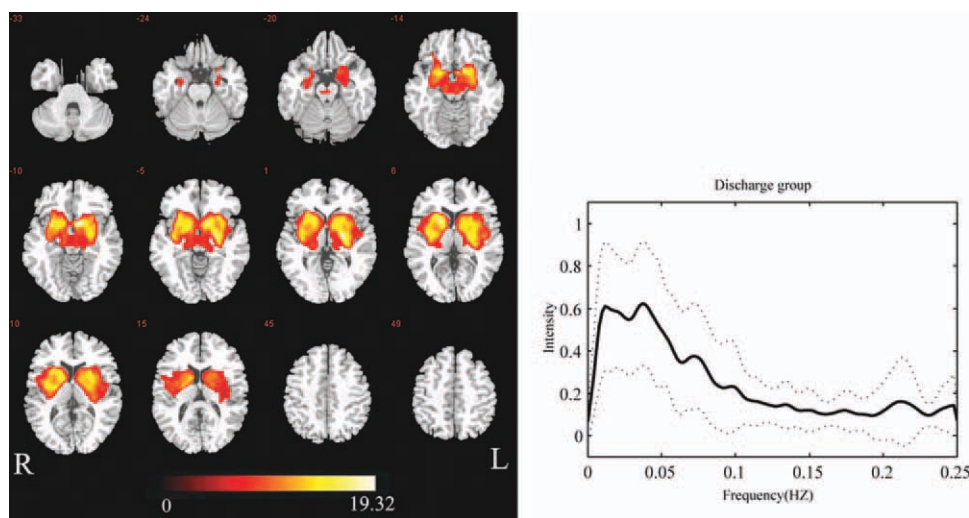 -33 -24 -20 -14
-10 -5 1 6
10 15 45 49
R L
0 19.32
Discharge group
Intensity
1
0.8
0.6
0.4
0.2
0
0 0.05 0.1 0.15 0.2 0.25
Frequency(HZ)